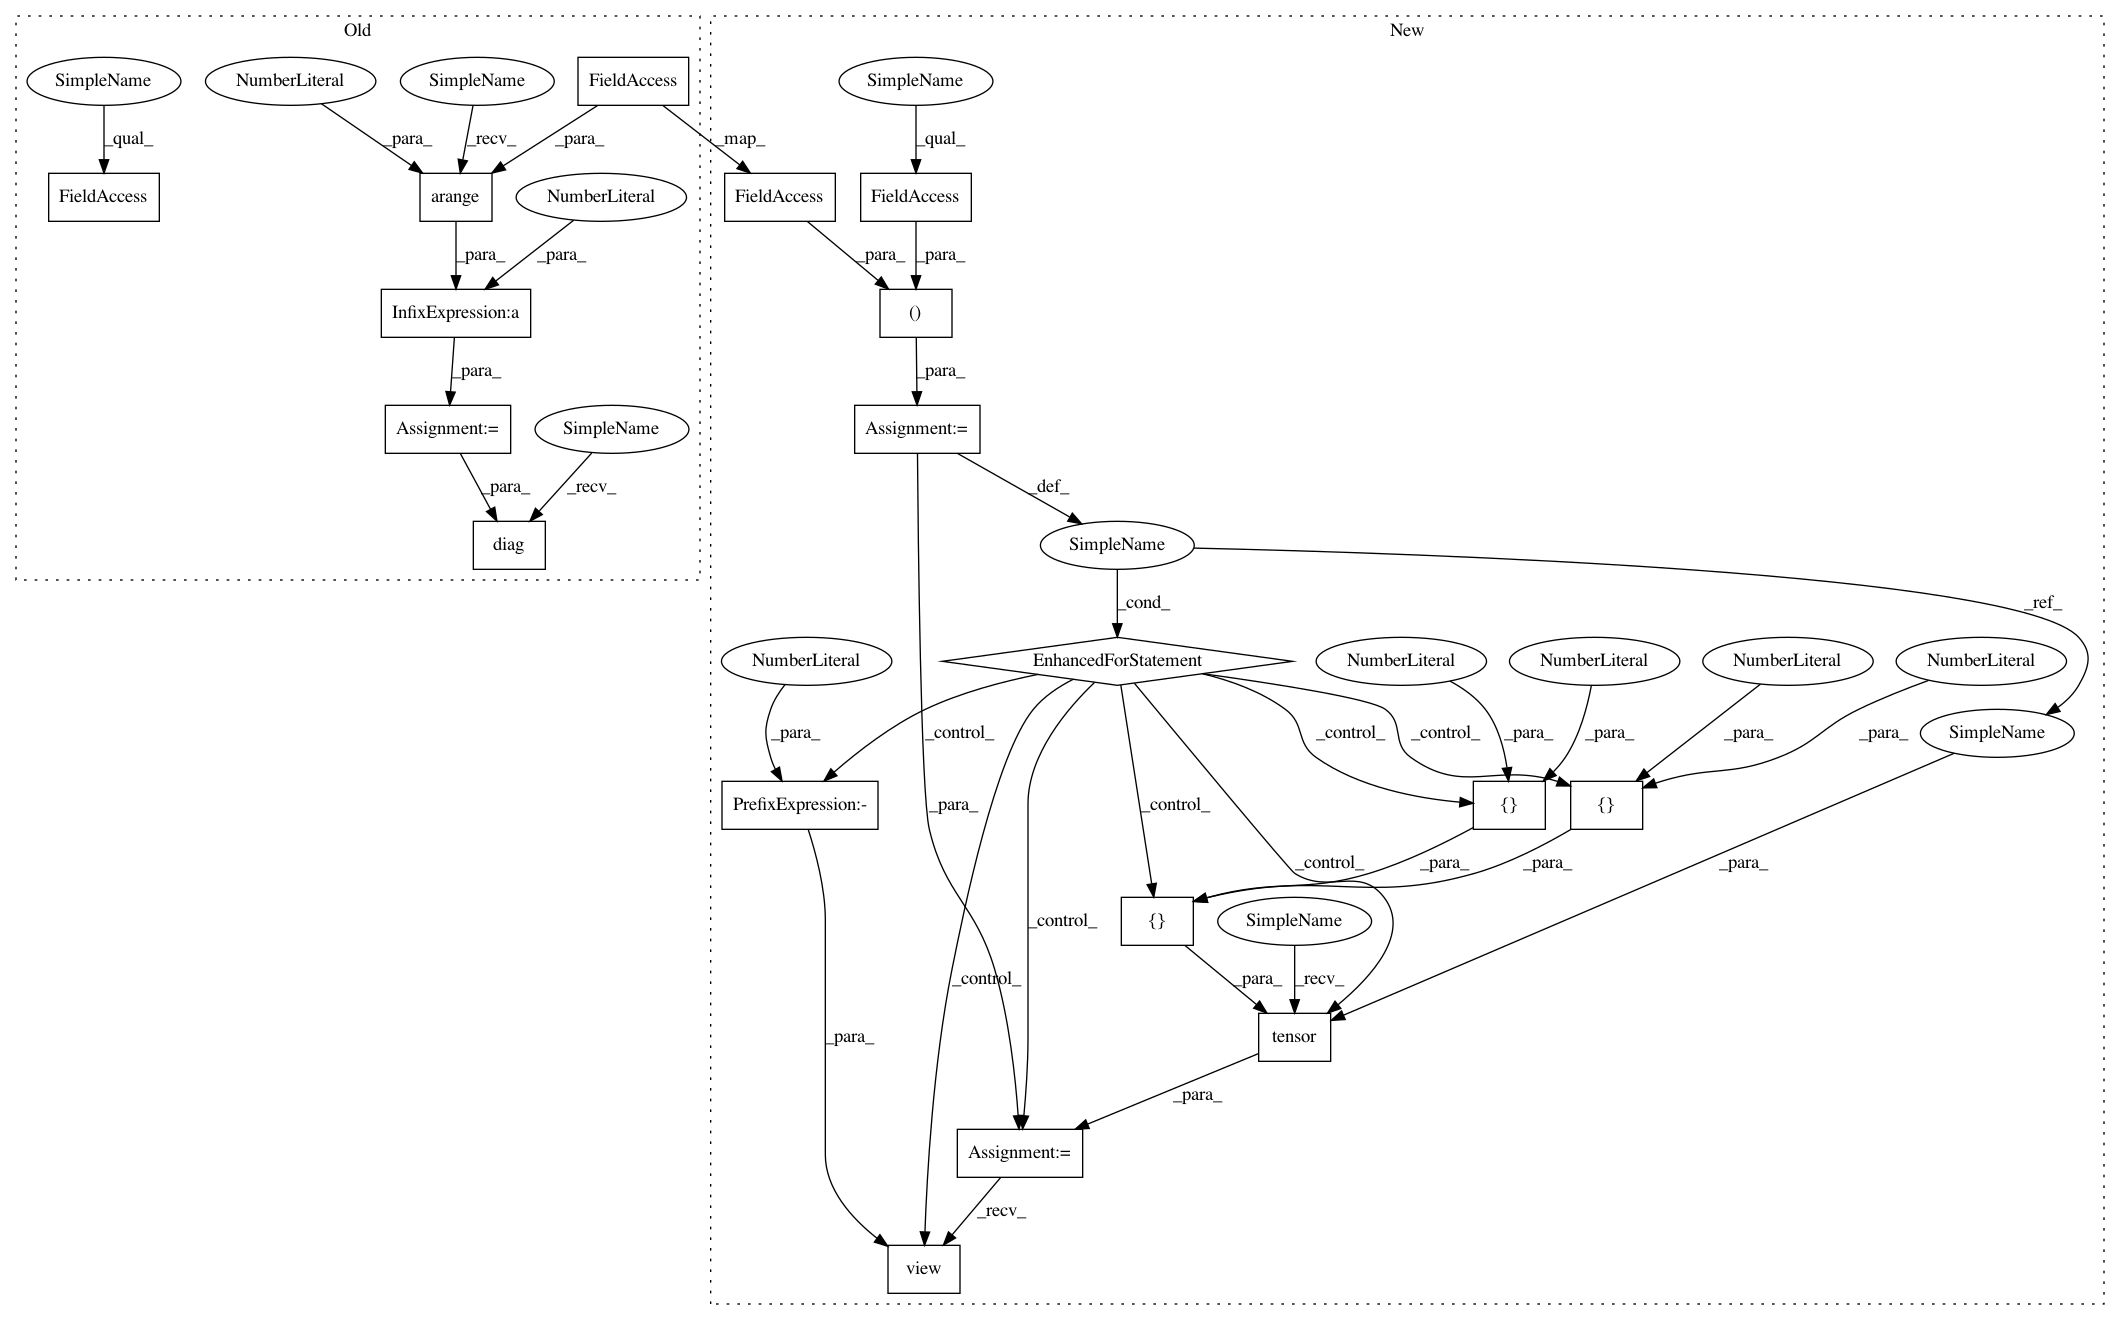 Old
New
SimpleName
NumberLiteral
SimpleName
FieldAccess
SimpleName
_qual_
_para_
_recv_
_para_
_map_
_qual_
FieldAccess
arange
NumberLiteral
FieldAccess
FieldAccess
_para_
_para_
_para_
_para_
InfixExpression:a
()
_para_
_para_
Assignment:=
SimpleName
Assignment:=
_para_
_recv_
_def_
diag
SimpleName
_cond_
_ref_
NumberLiteral
EnhancedForStatement
NumberLiteral
NumberLiteral
NumberLiteral
NumberLiteral
_para_
_control_
_control_
_control_
_para_
_para_
_para_
_para_
SimpleName
PrefixExpression:-
_para_
_control_
{}
{}
_control_
_para_
_para_
_para_
{}
SimpleName
_control_
_control_
_para_
_recv_
_para_
tensor
_para_
Assignment:=
_recv_
view